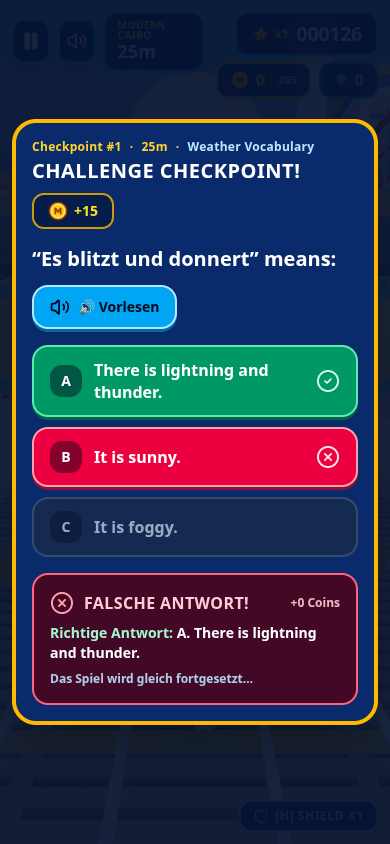 MODERN
CAIRO
25m
x1 000126
M 0 265
0
Checkpoint #1 · 25m · Weather Vocabulary
CHALLENGE CHECKPOINT!
M +15
“Es blitzt und donnert” means:
🔊 Vorlesen
A There is lightning and
thunder.
B It is sunny.
C It is foggy.
FALSCHE ANTWORT! +0 Coins
Richtige Antwort: A. There is lightning
and thunder.
Das Spiel wird gleich fortgesetzt...
[H] SHIELD X1